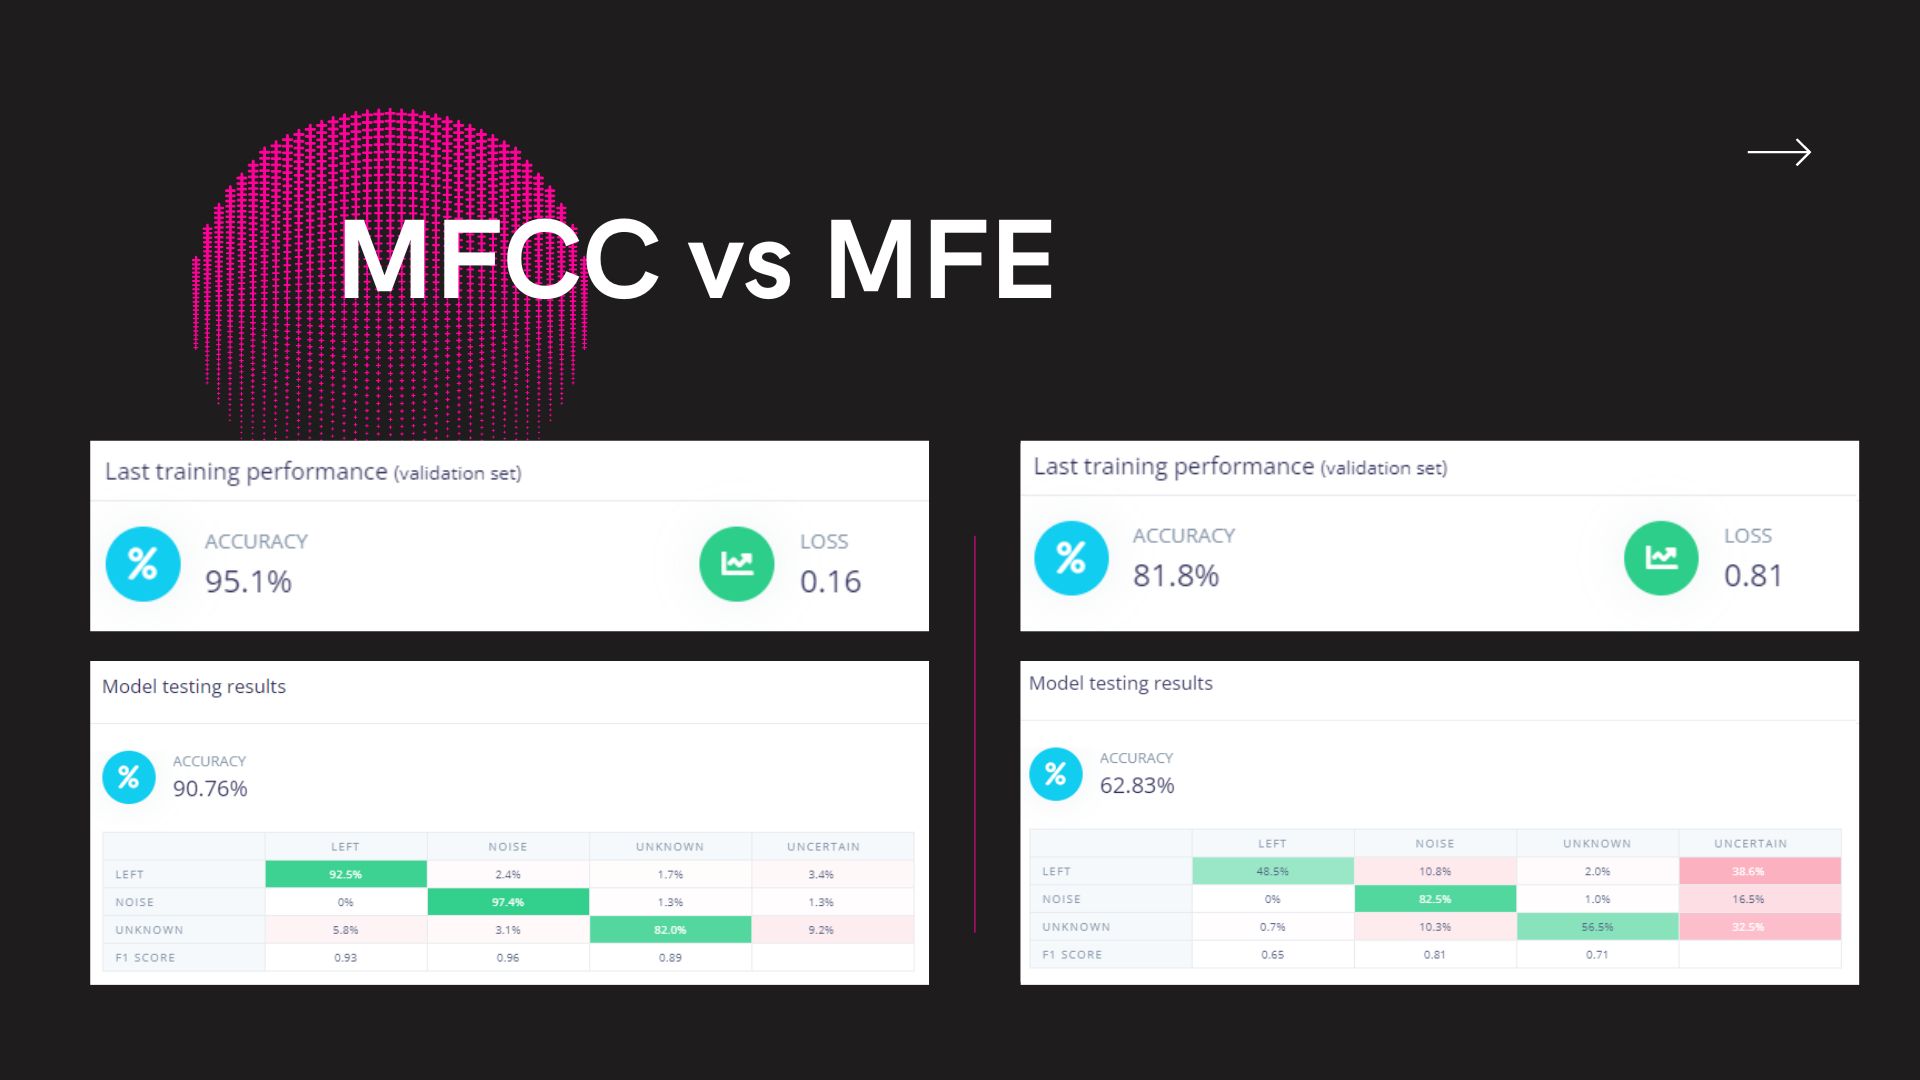 MFCC vs MFE
Last training performance (validation set)
% ACCURACY
95.1%
LOSS
0.16
Model testing results
% ACCURACY
90.76%
LEFT NOISE UNKNOWN UNCERTAIN
LEFT 92.5% 2.4% 1.7% 3.4%
NOISE 0% 97.4% 1.3% 1.3%
UNKNOWN 5.8% 3.1% 82.0% 9.2%
F1 SCORE 0.93 0.96 0.89
Last training performance (validation set)
% ACCURACY
81.8%
LOSS
0.81
Model testing results
% ACCURACY
62.83%
LEFT NOISE UNKNOWN UNCERTAIN
LEFT 48.5% 10.8% 2.0% 38.6%
NOISE 0% 82.5% 1.0% 16.5%
UNKNOWN 0.7% 10.3% 56.5% 32.5%
F1 SCORE 0.65 0.81 0.71